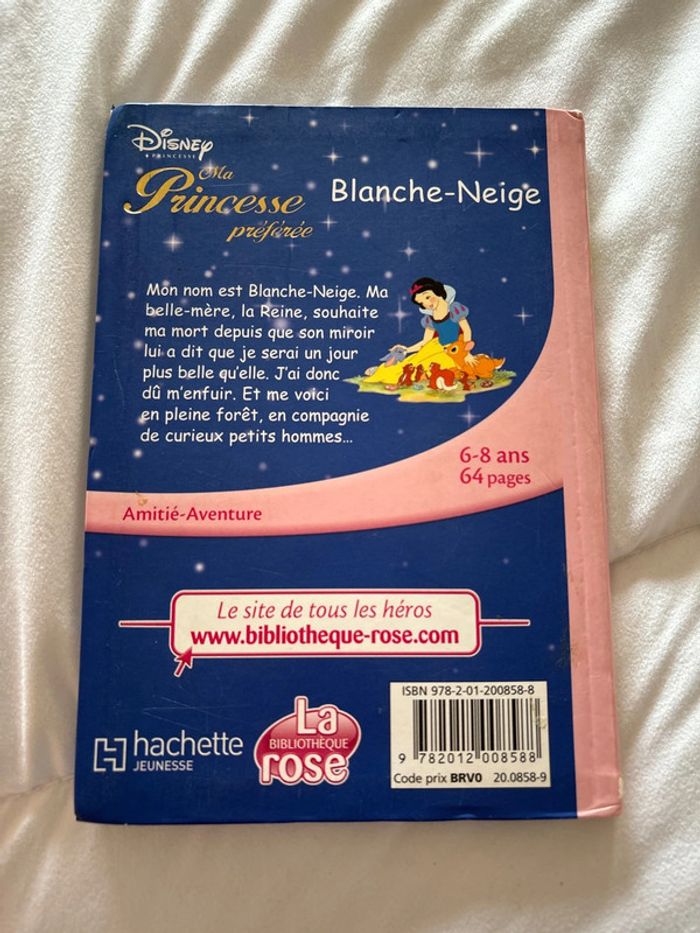 Disney
PRINCESSE
Ma
Princesse
préférée
Blanche-Neige
Mon nom est Blanche-Neige. Ma
belle-mère, la Reine, souhaite
ma mort depuis que son miroir
lui a dit que je serai un jour
plus belle qu'elle. J'ai donc
dû m'enfuir. Et me voici
en pleine forêt, en compagnie
de curieux petits hommes...
6-8 ans
64 pages
Amitié-Aventure
Le site de tous les héros
www.bibliotheque-rose.com
hachette
JEUNESSE
La
BIBLIOTHÈQUE
rose
ISBN 978-2-01-200858-8
9 782012 008588
Code prix BRV0 20.0858-9